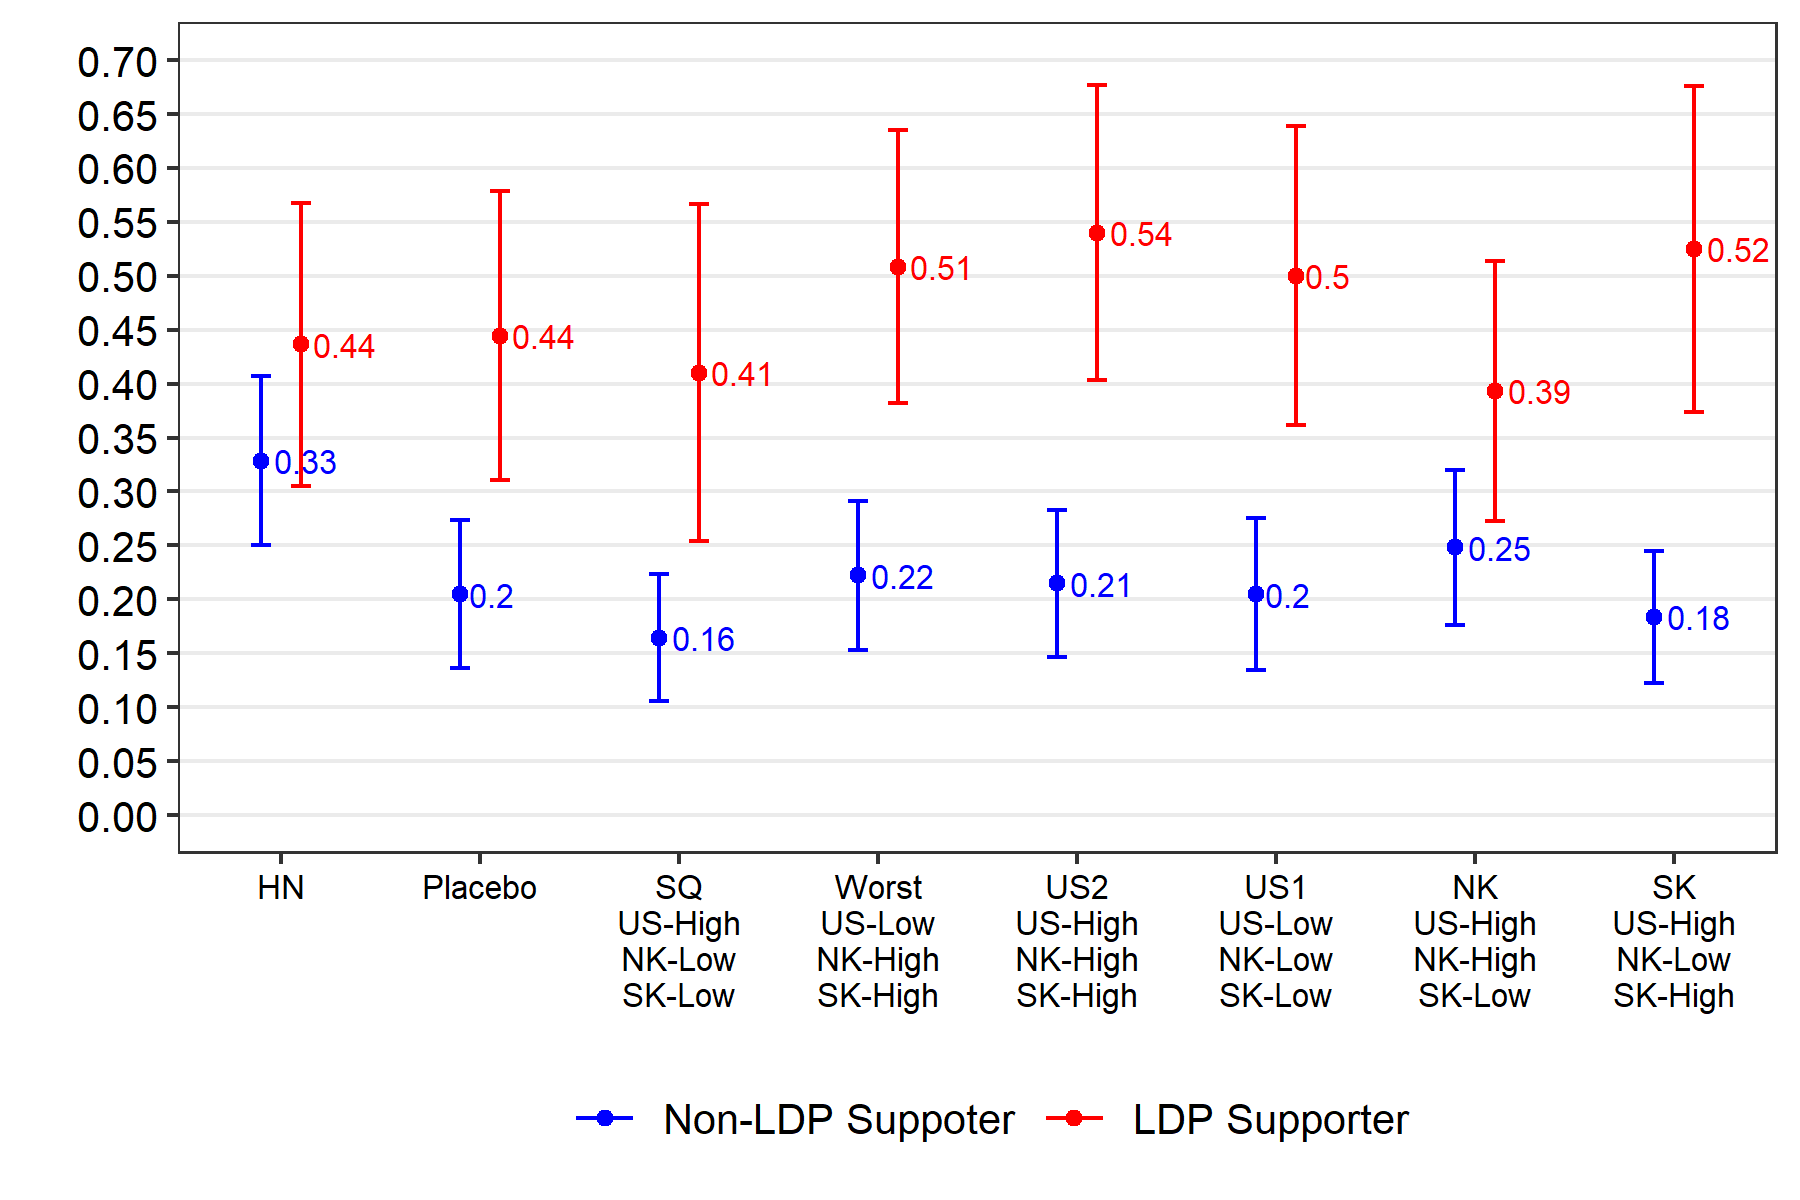 0.70
0.65
0.60
0.55
0.50
0.45
0.40
0.35
0.30
0.25
0.20
0.15
0.10
0.05
0.00
0.33
0.44
0.2
0.44
0.16
0.41
0.22
0.51
0.21
0.54
0.2
0.5
0.25
0.39
0.18
0.52
HN
Placebo
SQ
US-High
NK-Low
SK-Low
Worst
US-Low
NK-High
SK-High
US2
US-High
NK-High
SK-High
US1
US-Low
NK-Low
SK-Low
NK
US-High
NK-High
SK-Low
SK
US-High
NK-Low
SK-High
Non-LDP Suppoter
LDP Supporter